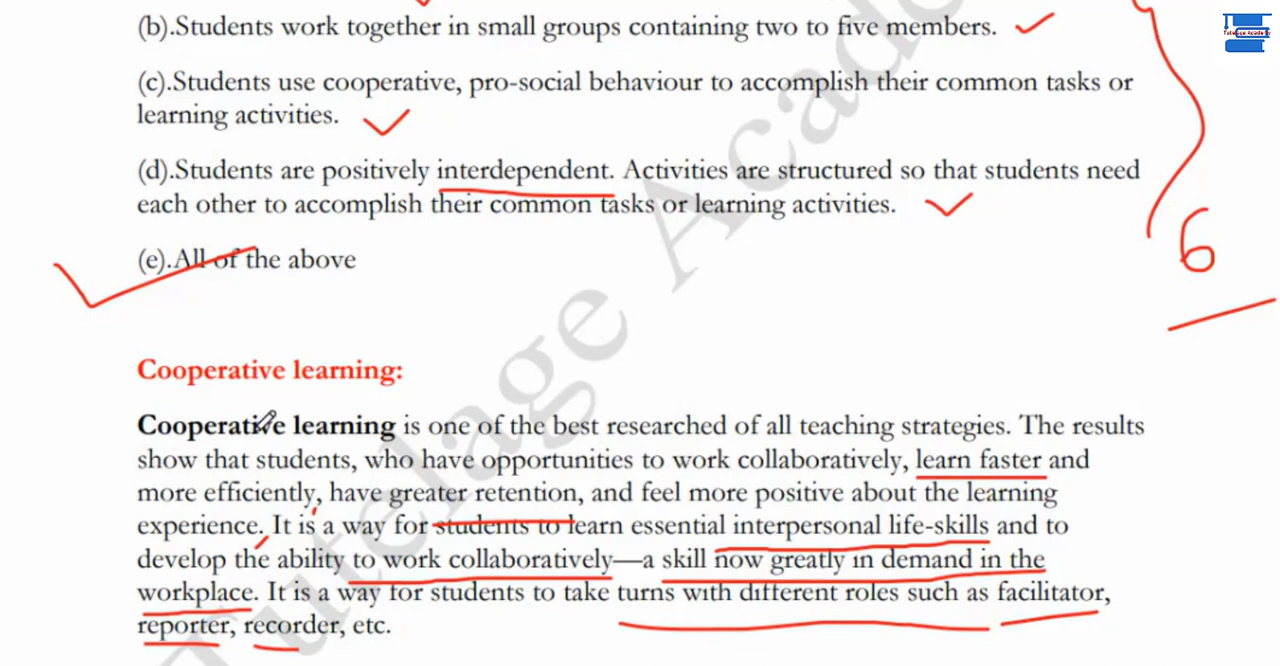 (b).Students work together in small groups containing two to five members.
Tutelage Academy
(c).Students use cooperative, pro-social behaviour to accomplish their common tasks or
learning activities.
(d).Students are positively interdependent. Activities are structured so that students need
each other to accomplish their common tasks or learning activities.
6
(e).All of the above
Cooperative learning:
Cooperative learning is one of the best researched of all teaching strategies. The results
show that students, who have opportunities to work collaboratively, learn faster and
more efficiently, have greater retention, and feel more positive about the learning
experience. It is a way for students to learn essential interpersonal life-skills and to
develop the ability to work collaboratively—a skill now greatly in demand in the
workplace. It is a way for students to take turns with different roles such as facilitator,
reporter, recorder, etc.
Tutelage Acade